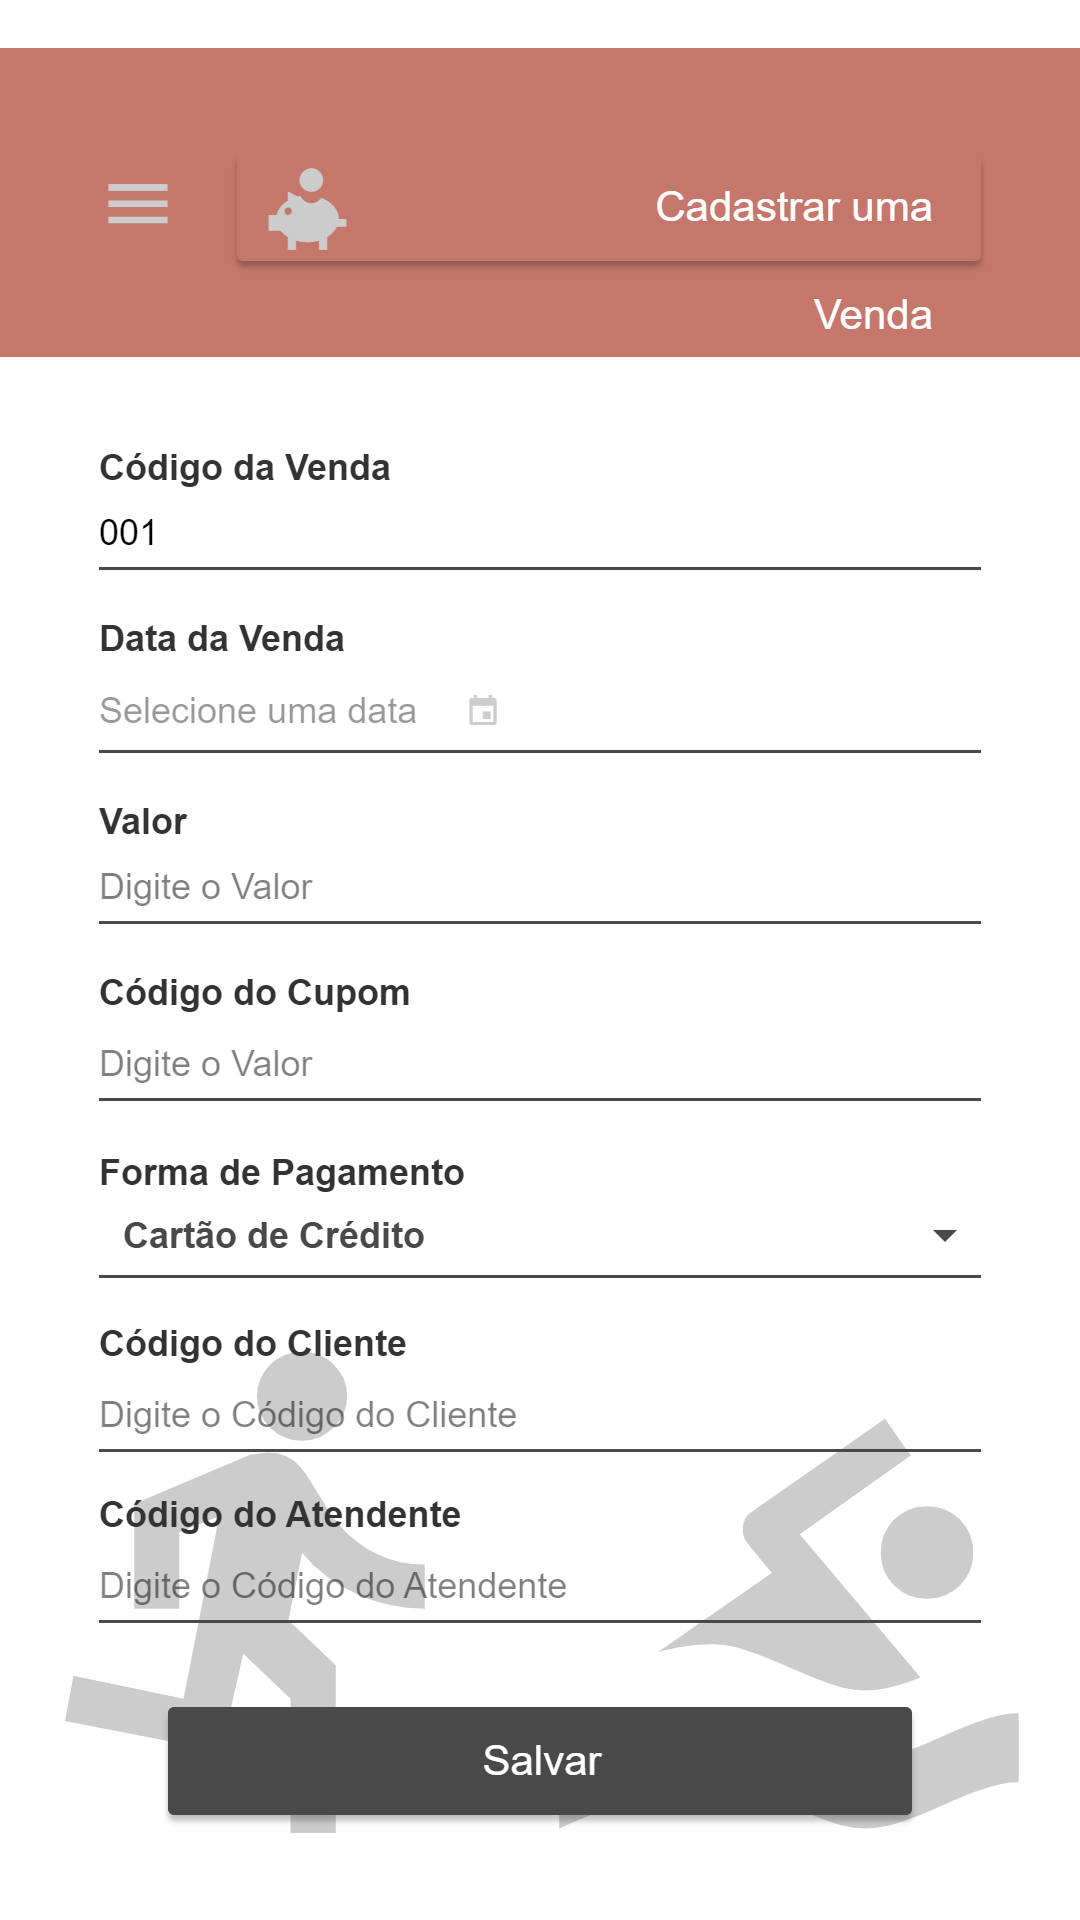 Cadastrar uma
Venda
Código da Venda
001
Data da Venda
Selecione uma data
Valor
Digite o Valor
Código do Cupom
Digite o Valor
Forma de Pagamento
Cartão de Crédito
Código do Cliente
Digite o Código do Cliente
Código do Atendente
Digite o Código do Atendente
Salvar